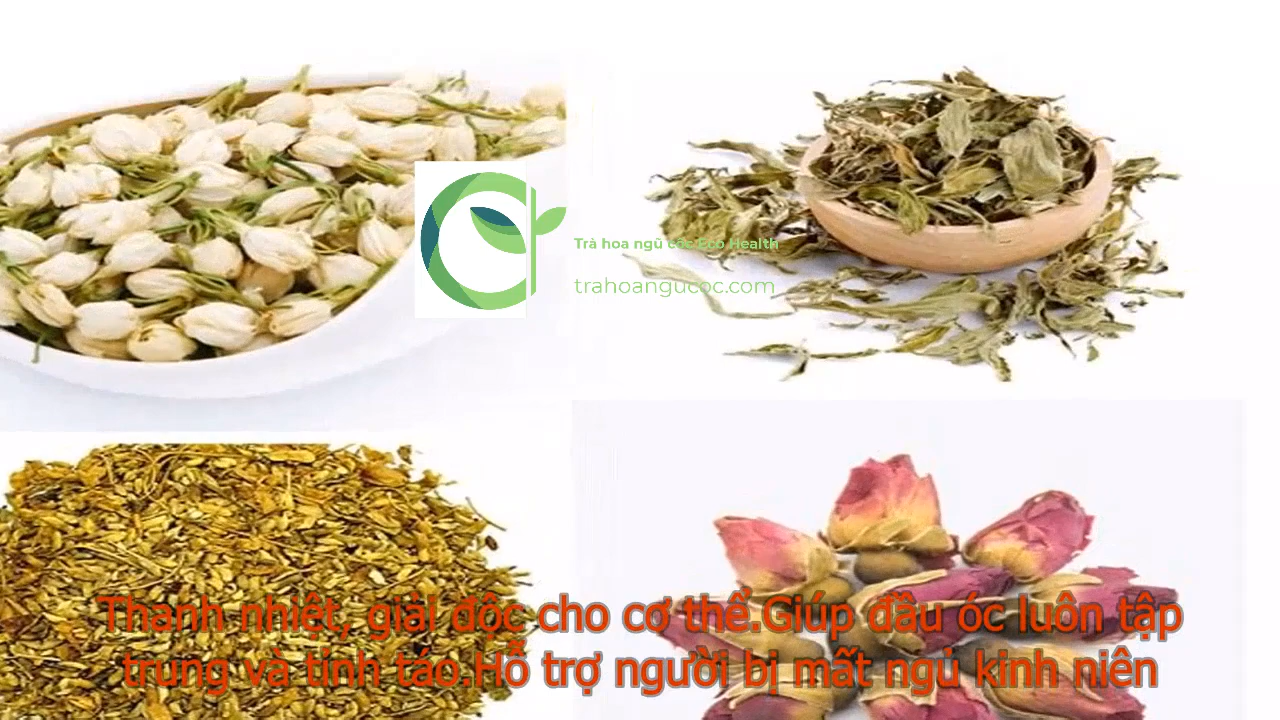 Trà hoa ngũ cốc Eco Health
trahoangucoc.com
Thanh nhiệt, giải độc cho cơ thể.Giúp đầu óc luôn tập
trung và tỉnh táo.Hỗ trợ người bị mất ngủ kinh niên